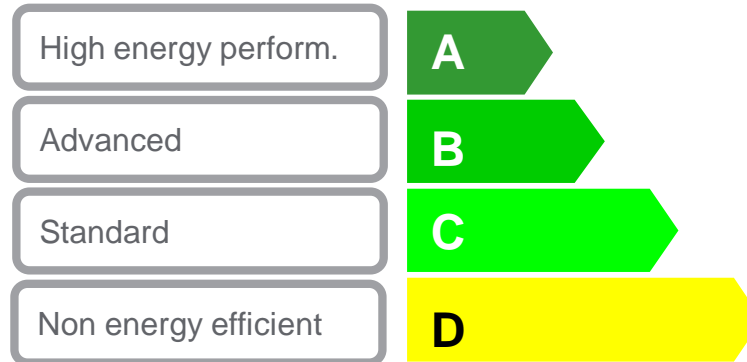 High energy perform. A
Advanced B
Standard C
Non energy efficient D